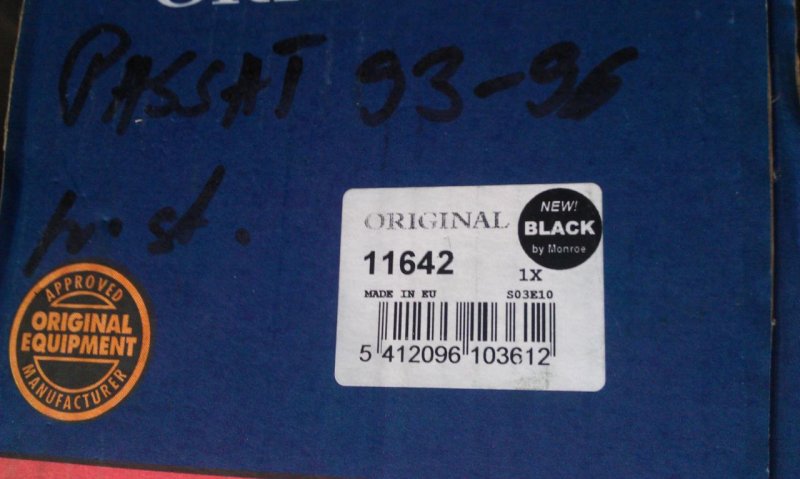 PASSAT 93-96
ORIGINAL
NEW!
BLACK
by Monroe
11642
1X
MADE IN EU
S03E10
5 412096 103612
APPROVED
ORIGINAL
EQUIPMENT
MANUFACTURER